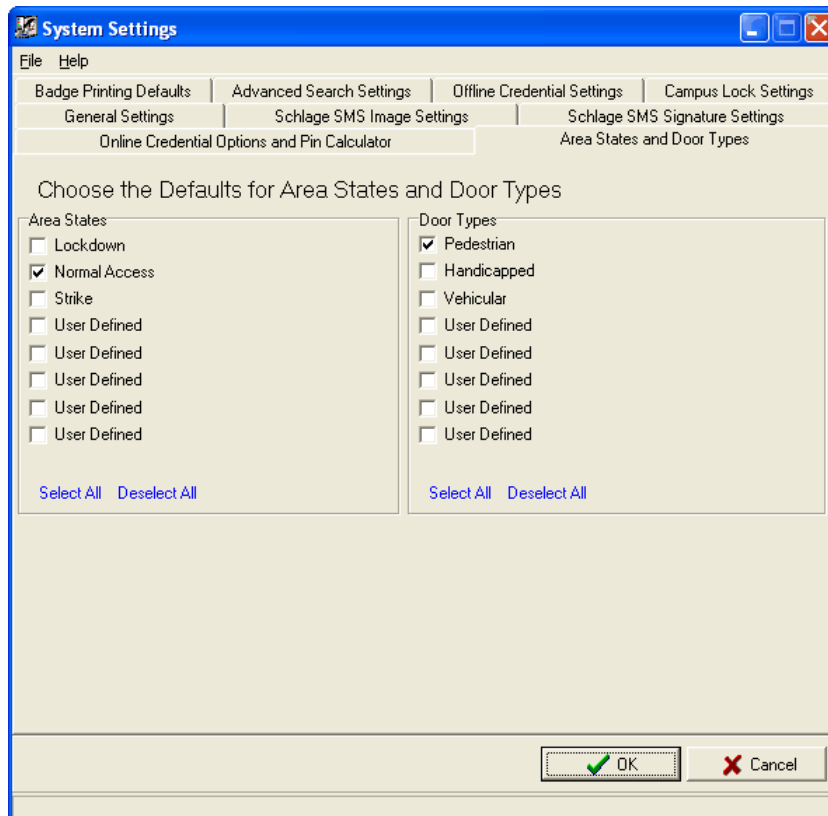 System Settings
File Help
Badge Printing Defaults Advanced Search Settings Offline Credential Settings Campus Lock Settings
General Settings Schlage SMS Image Settings Schlage SMS Signature Settings
Online Credential Options and Pin Calculator Area States and Door Types
Choose the Defaults for Area States and Door Types
Area States
Lockdown
Normal Access
Strike
User Defined
User Defined
User Defined
User Defined
User Defined
Select All Deselect All
Door Types
Pedestrian
Handicapped
Vehicular
User Defined
User Defined
User Defined
User Defined
User Defined
Select All Deselect All
OK Cancel